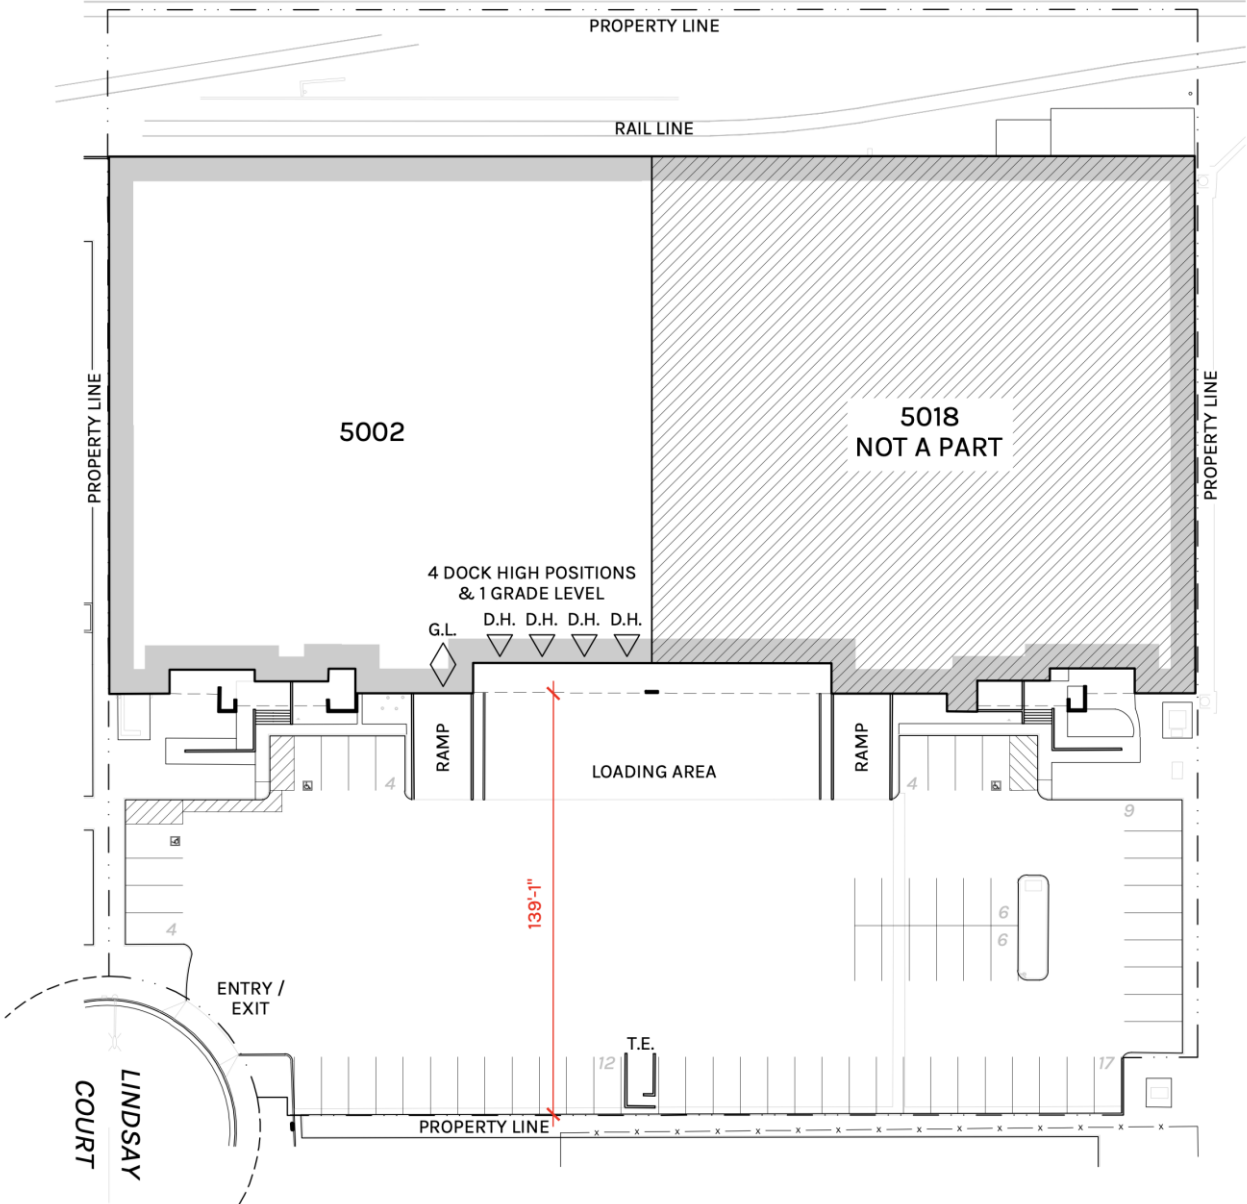 PROPERTY LINE
RAIL LINE
PROPERTY LINE
PROPERTY LINE
5002
5018
NOT A PART
4 DOCK HIGH POSITIONS
& 1 GRADE LEVEL
G.L.
D.H.
D.H.
D.H.
D.H.
RAMP
LOADING AREA
RAMP
4
4
9
4
139'-1"
6
6
ENTRY /
EXIT
T.E.
12
17
PROPERTY LINE
x x x x x x x x x x x x x x
LINDSAY
COURT